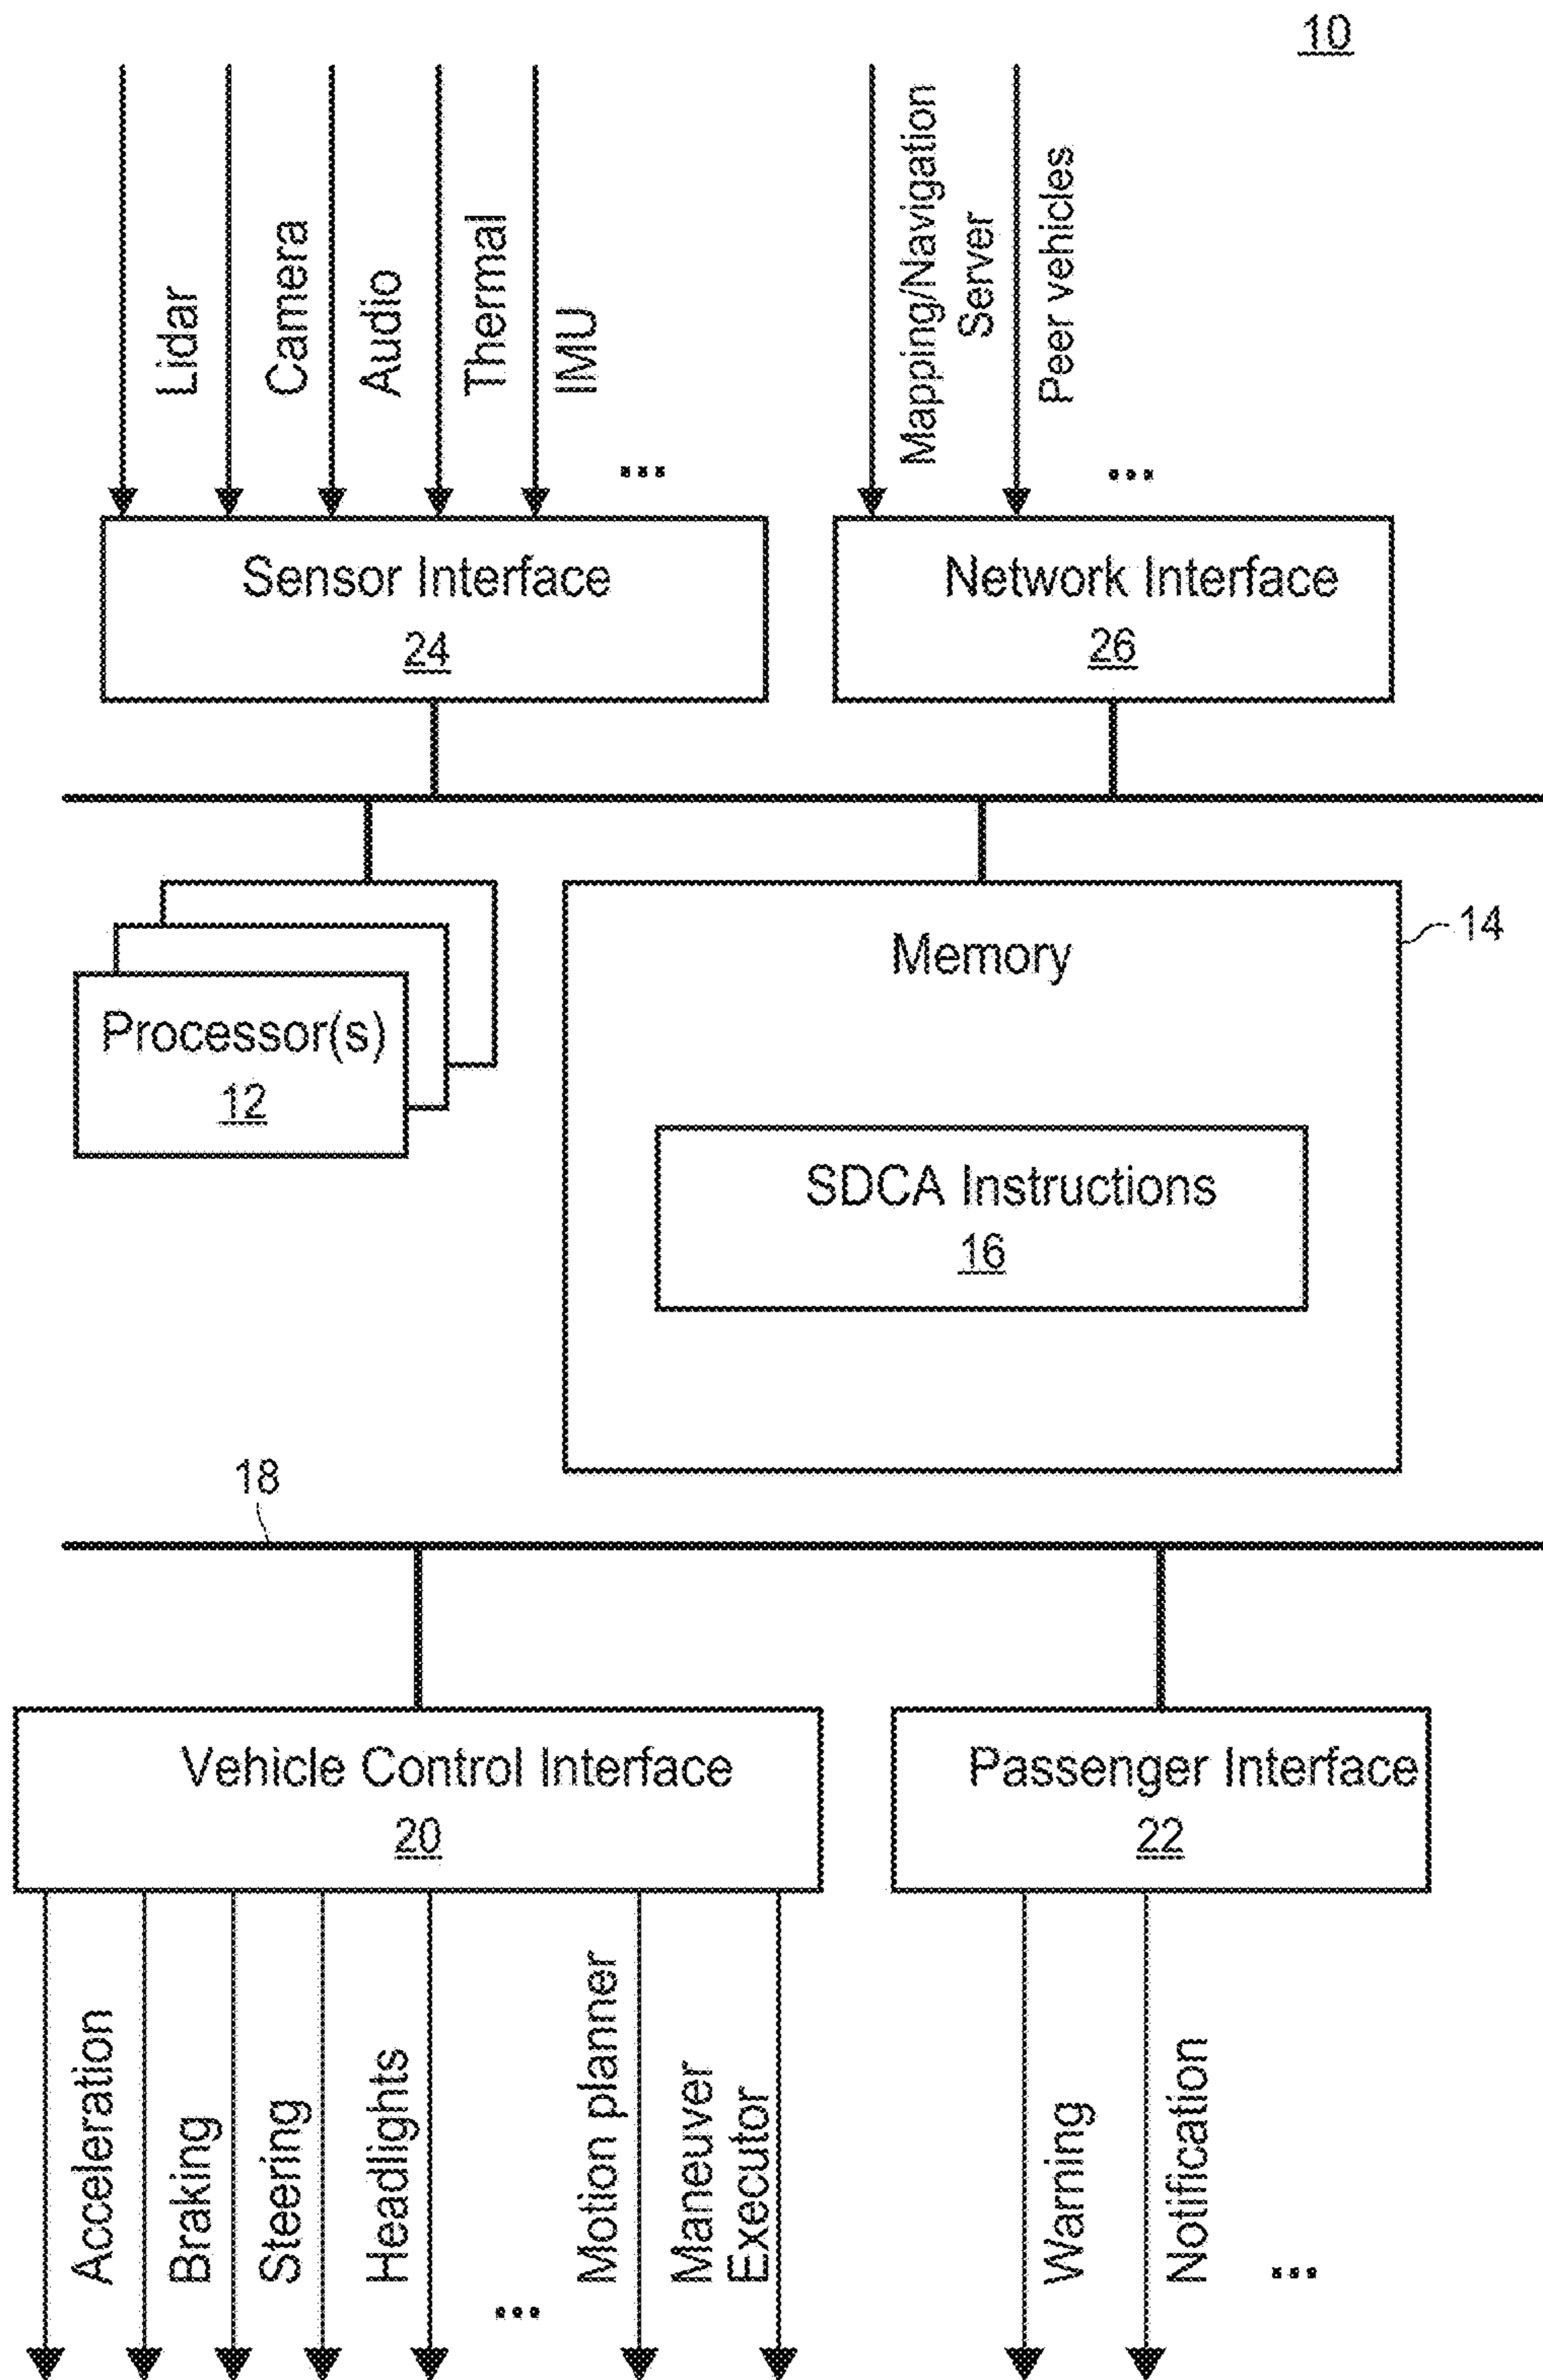 10
Lidar
Camera
Audio
Thermal
IMU
...
Mapping/Navigation
Server
Peer vehicles
...
Sensor Interface
24
Network Interface
26
Processor(s)
12
Memory
14
SDCA Instructions
16
18
Vehicle Control Interface
20
Passenger Interface
22
Acceleration
Braking
Steering
Headlights
...
Motion planner
Maneuver
Executor
Warning
Notification
...